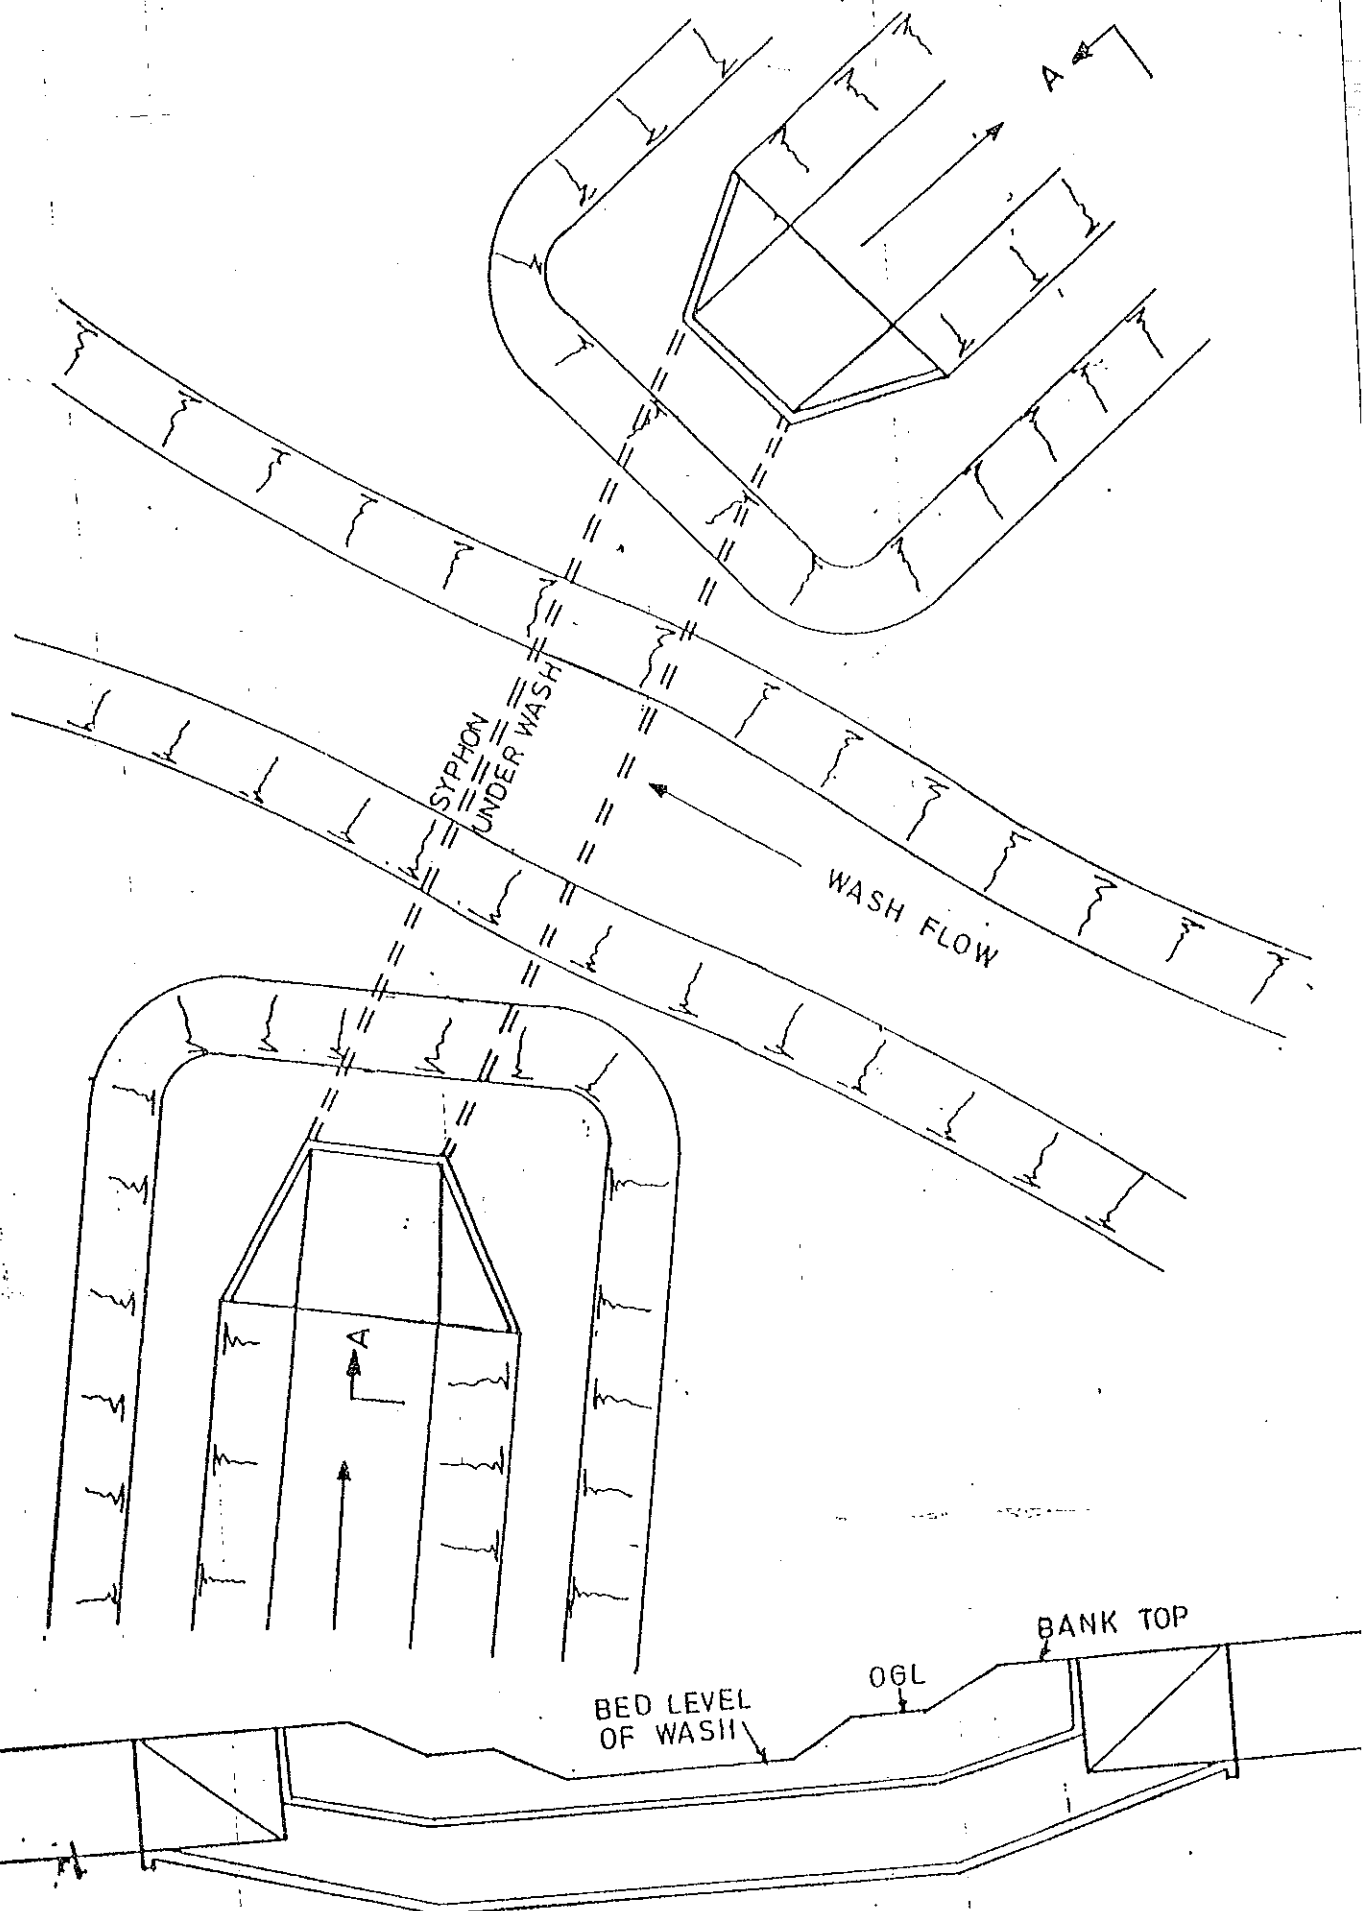 A
SYPHON
UNDER WASH
WASH FLOW
A
BANK TOP
OGL
BED LEVEL
OF WASH